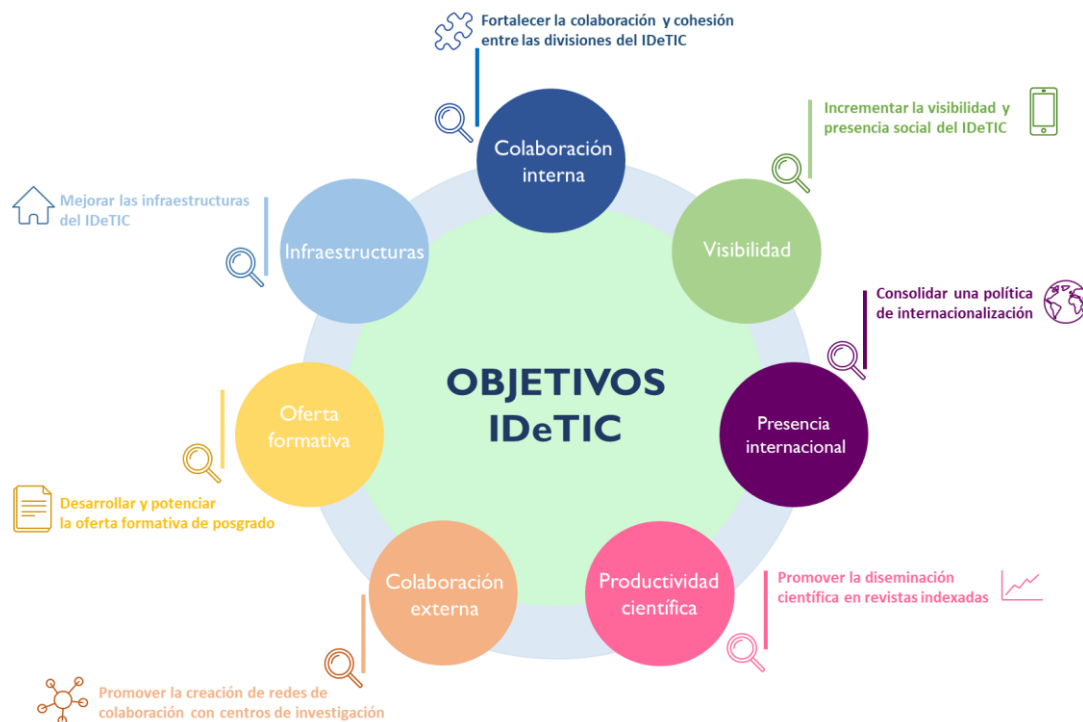 Fortalecer la colaboración y cohesión
entre las divisiones del IDeTIC
Colaboración
interna
Incrementar la visibilidad y
presencia social del IDeTIC
Visibilidad
Consolidar una política
de internacionalización
Presencia
internacional
Promover la diseminación
científica en revistas indexadas
Productividad
científica
Colaboración
externa
Promover la creación de redes de
colaboración con centros de investigación
Oferta
formativa
Desarrollar y potenciar
la oferta formativa de posgrado
Infraestructuras
Mejorar las infraestructuras
del IDeTIC
OBJETIVOS
IDeTIC